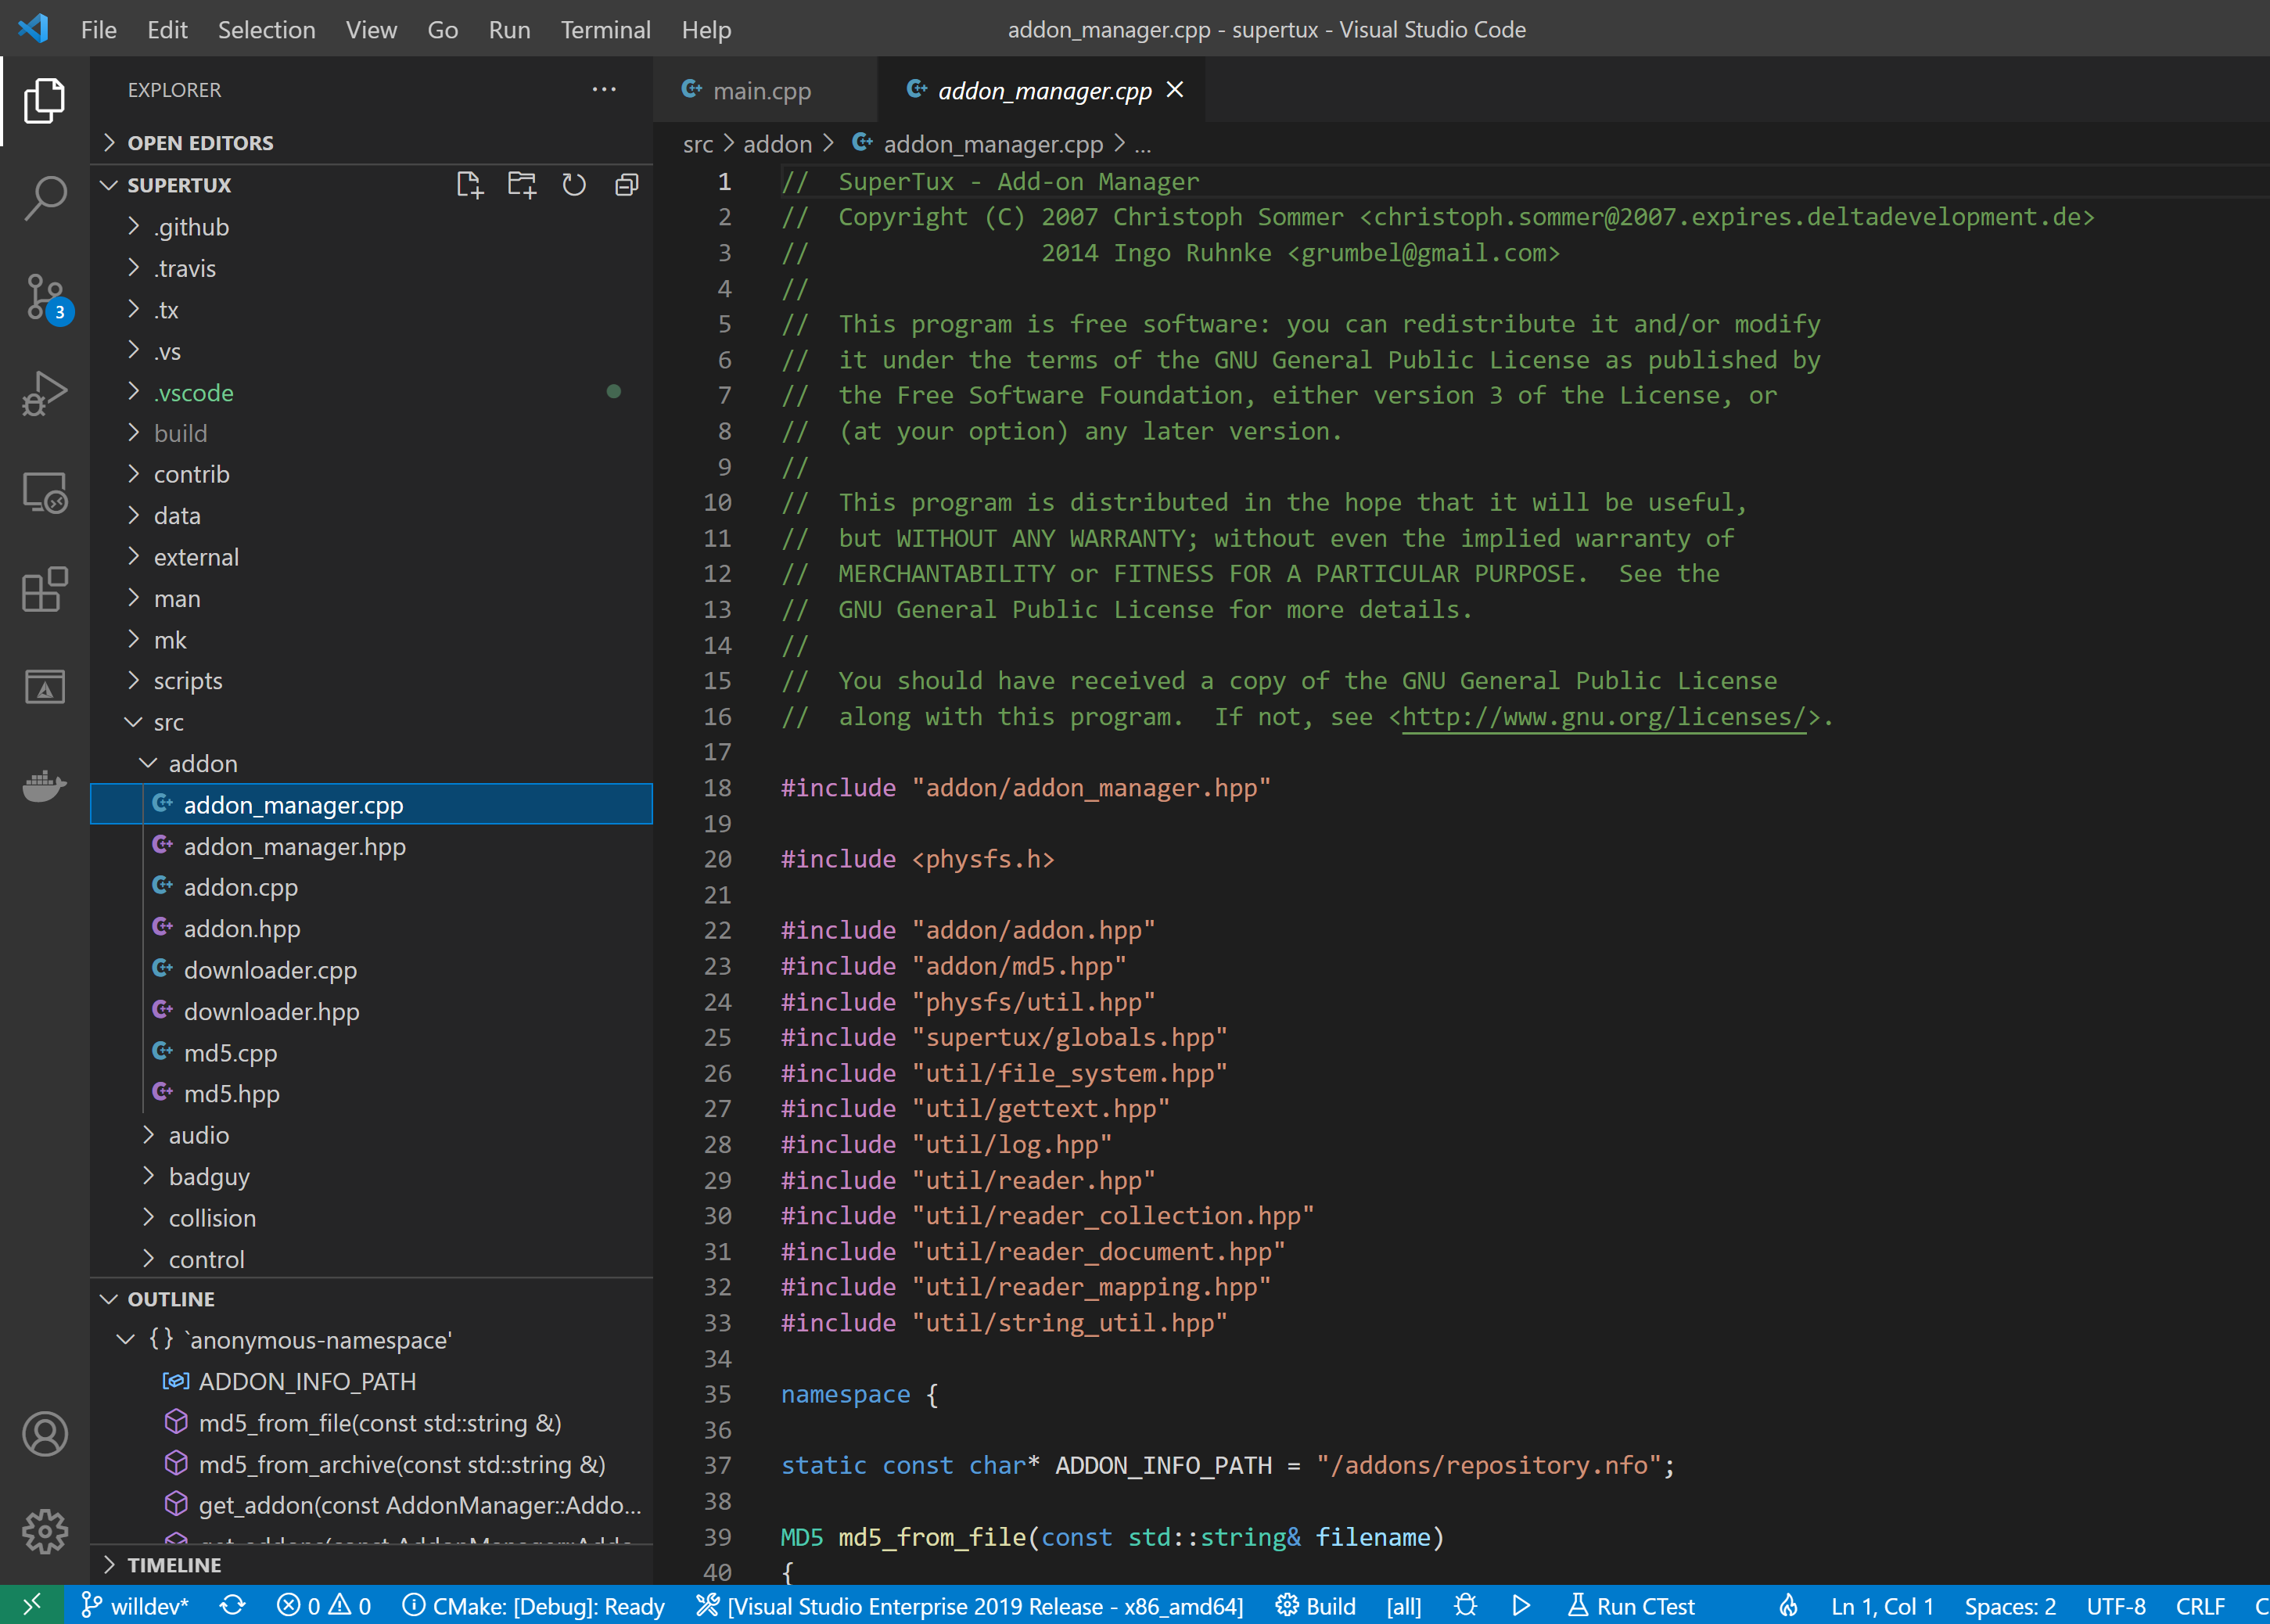 File Edit Selection View Go Run Terminal Help
addon_manager.cpp - supertux - Visual Studio Code
EXPLORER
OPEN EDITORS
SUPERTUX
.github
.travis
.tx
.vs
.vscode
build
contrib
data
external
man
mk
scripts
src
addon
addon_manager.cpp
addon_manager.hpp
addon.cpp
addon.hpp
downloader.cpp
downloader.hpp
md5.cpp
md5.hpp
audio
badguy
collision
control
OUTLINE
{} `anonymous-namespace'
ADDON_INFO_PATH
md5_from_file(const std::string &)
md5_from_archive(const std::string &)
get_addon(const AddonManager::Addo...
TIMELINE
3
main.cpp
addon_manager.cpp
src > addon > addon_manager.cpp > ...
1 // SuperTux - Add-on Manager
2 // Copyright (C) 2007 Christoph Sommer <christoph.sommer@2007.expires.deltadevelopment.de>
3 // 2014 Ingo Ruhnke <grumbel@gmail.com>
4 //
5 // This program is free software: you can redistribute it and/or modify
6 // it under the terms of the GNU General Public License as published by
7 // the Free Software Foundation, either version 3 of the License, or
8 // (at your option) any later version.
9 //
10 // This program is distributed in the hope that it will be useful,
11 // but WITHOUT ANY WARRANTY; without even the implied warranty of
12 // MERCHANTABILITY or FITNESS FOR A PARTICULAR PURPOSE.  See the
13 // GNU General Public License for more details.
14 //
15 // You should have received a copy of the GNU General Public License
16 // along with this program.  If not, see <http://www.gnu.org/licenses/>.
17
18 #include "addon/addon_manager.hpp"
19
20 #include <physfs.h>
21
22 #include "addon/addon.hpp"
23 #include "addon/md5.hpp"
24 #include "physfs/util.hpp"
25 #include "supertux/globals.hpp"
26 #include "util/file_system.hpp"
27 #include "util/gettext.hpp"
28 #include "util/log.hpp"
29 #include "util/reader.hpp"
30 #include "util/reader_collection.hpp"
31 #include "util/reader_document.hpp"
32 #include "util/reader_mapping.hpp"
33 #include "util/string_util.hpp"
34
35 namespace {
36
37 static const char* ADDON_INFO_PATH = "/addons/repository.nfo";
38
39 MD5 md5_from_file(const std::string& filename)
40 {
willdev* 0 0 CMake: [Debug]: Ready [Visual Studio Enterprise 2019 Release - x86_amd64] Build [all] Run CTest Ln 1, Col 1 Spaces: 2 UTF-8 CRLF